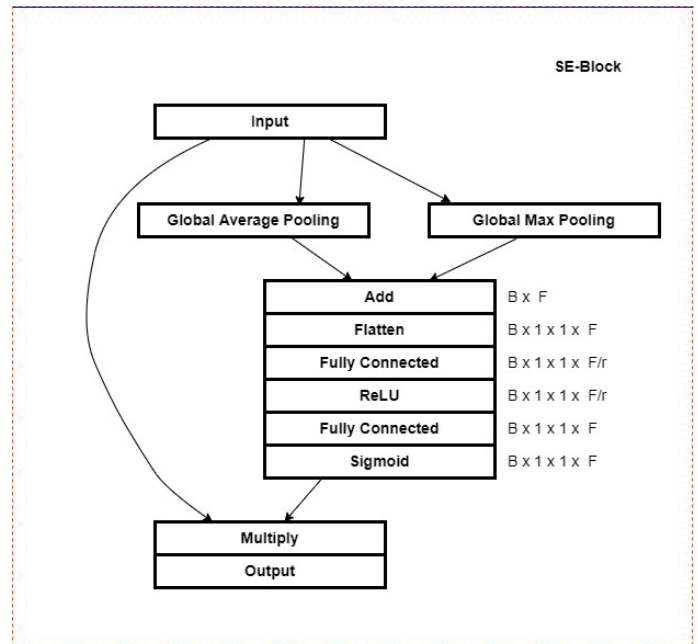 SE-Block
Input
Global Average Pooling
Global Max Pooling
Add B x F
Flatten B x 1 x 1 x F
Fully Connected B x 1 x 1 x F/r
ReLU B x 1 x 1 x F/r
Fully Connected B x 1 x 1 x F
Sigmoid B x 1 x 1 x F
Multiply
Output